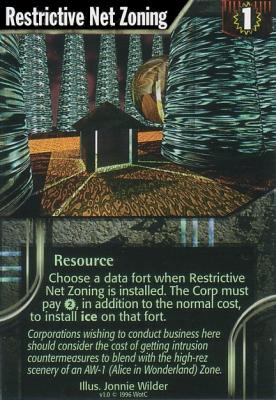 Restrictive Net Zoning
1
Resource
Choose a data fort when Restrictive
Net Zoning is installed. The Corp must
pay 2, in addition to the normal cost,
to install ice on that fort.
Corporations wishing to conduct business here
should consider the cost of getting intrusion
countermeasures to blend with the high-rez
scenery of an AW-1 (Alice in Wonderland) Zone.
Illus. Jonnie Wilder
v1.0 © 1996 WotC